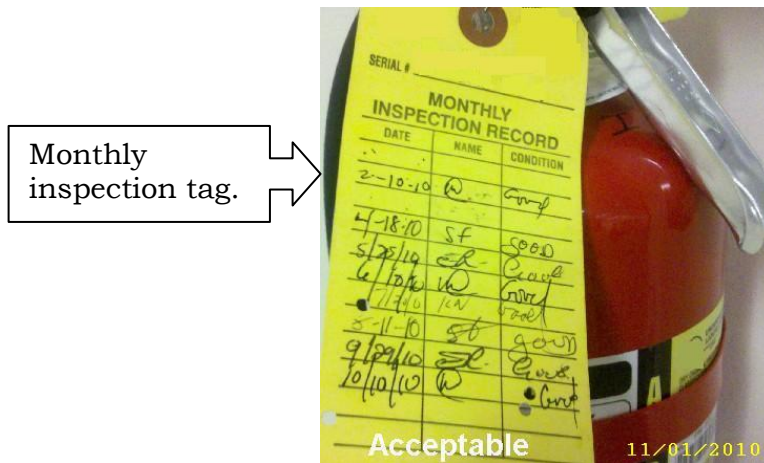 Monthly
inspection tag.
SERIAL #
MONTHLY
INSPECTION RECORD
DATE NAME CONDITION
2-10-10 Good
4-18-10 SF GOOD
5/25/10 Good
6/10/10 Good
Good
8-11-10 SF GOOD
9/29/10 Good
10/10/10 Good
A
Acceptable
11/01/2010